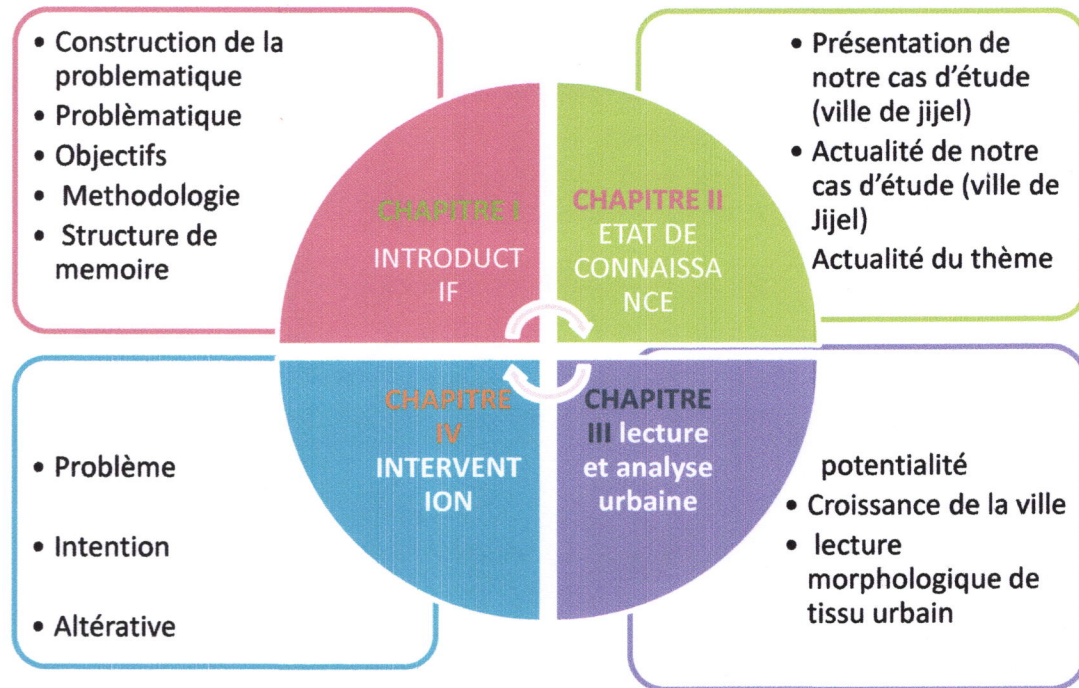 • Construction de la
problematique
• Problèmatique
• Objectifs
• Methodologie
• Structure de
memoire
CHAPITRE I
INTRODUCT
IF
CHAPITRE II
ETAT DE
CONNAISSA
NCE
• Présentation de
notre cas d'étude
(ville de jijel)
• Actualité de notre
cas d'étude (ville de
Jijel)
Actualité du thème
• Problème
• Intention
• Altérative
CHAPITRE
IV
INTERVENT
ION
CHAPITRE
III lecture
et analyse
urbaine
potentialité
• Croissance de la ville
• lecture
morphologique de
tissu urbain